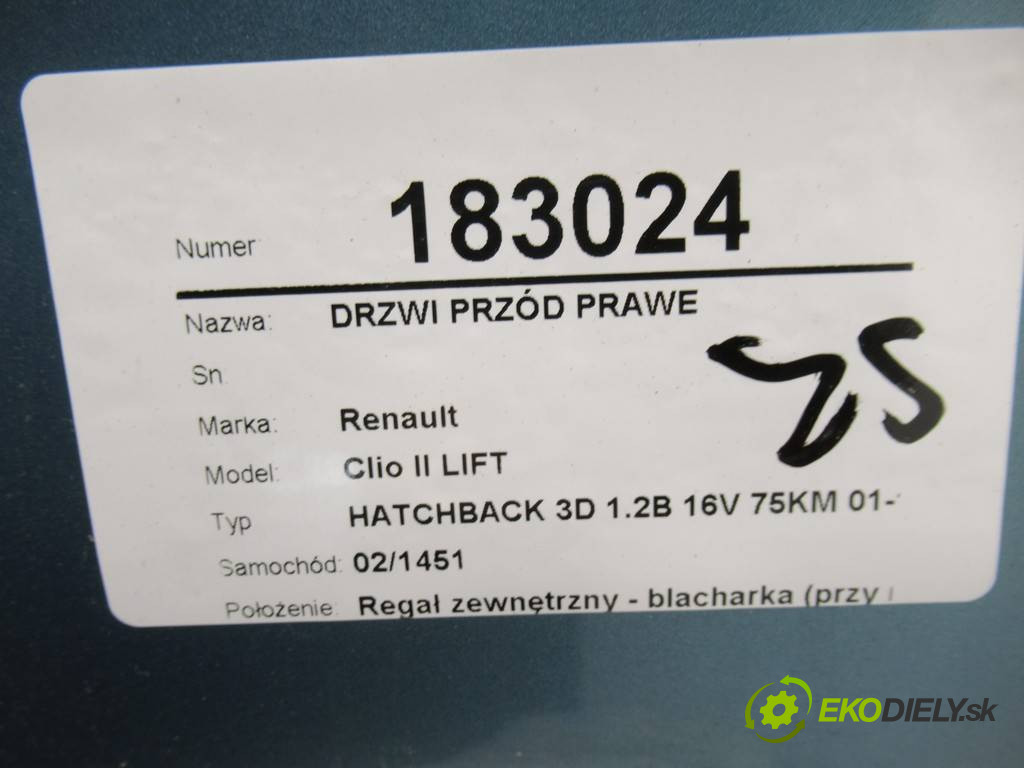 Numer 183024
Nazwa: DRZWI PRZÓD PRAWE
Sn
Marka: Renault
Model: Clio II LIFT
Typ HATCHBACK 3D 1.2B 16V 75KM 01-
Samochód: 02/1451
Położenie: Regał zewnętrzny - blacharka (przy
EKODIELY.sk